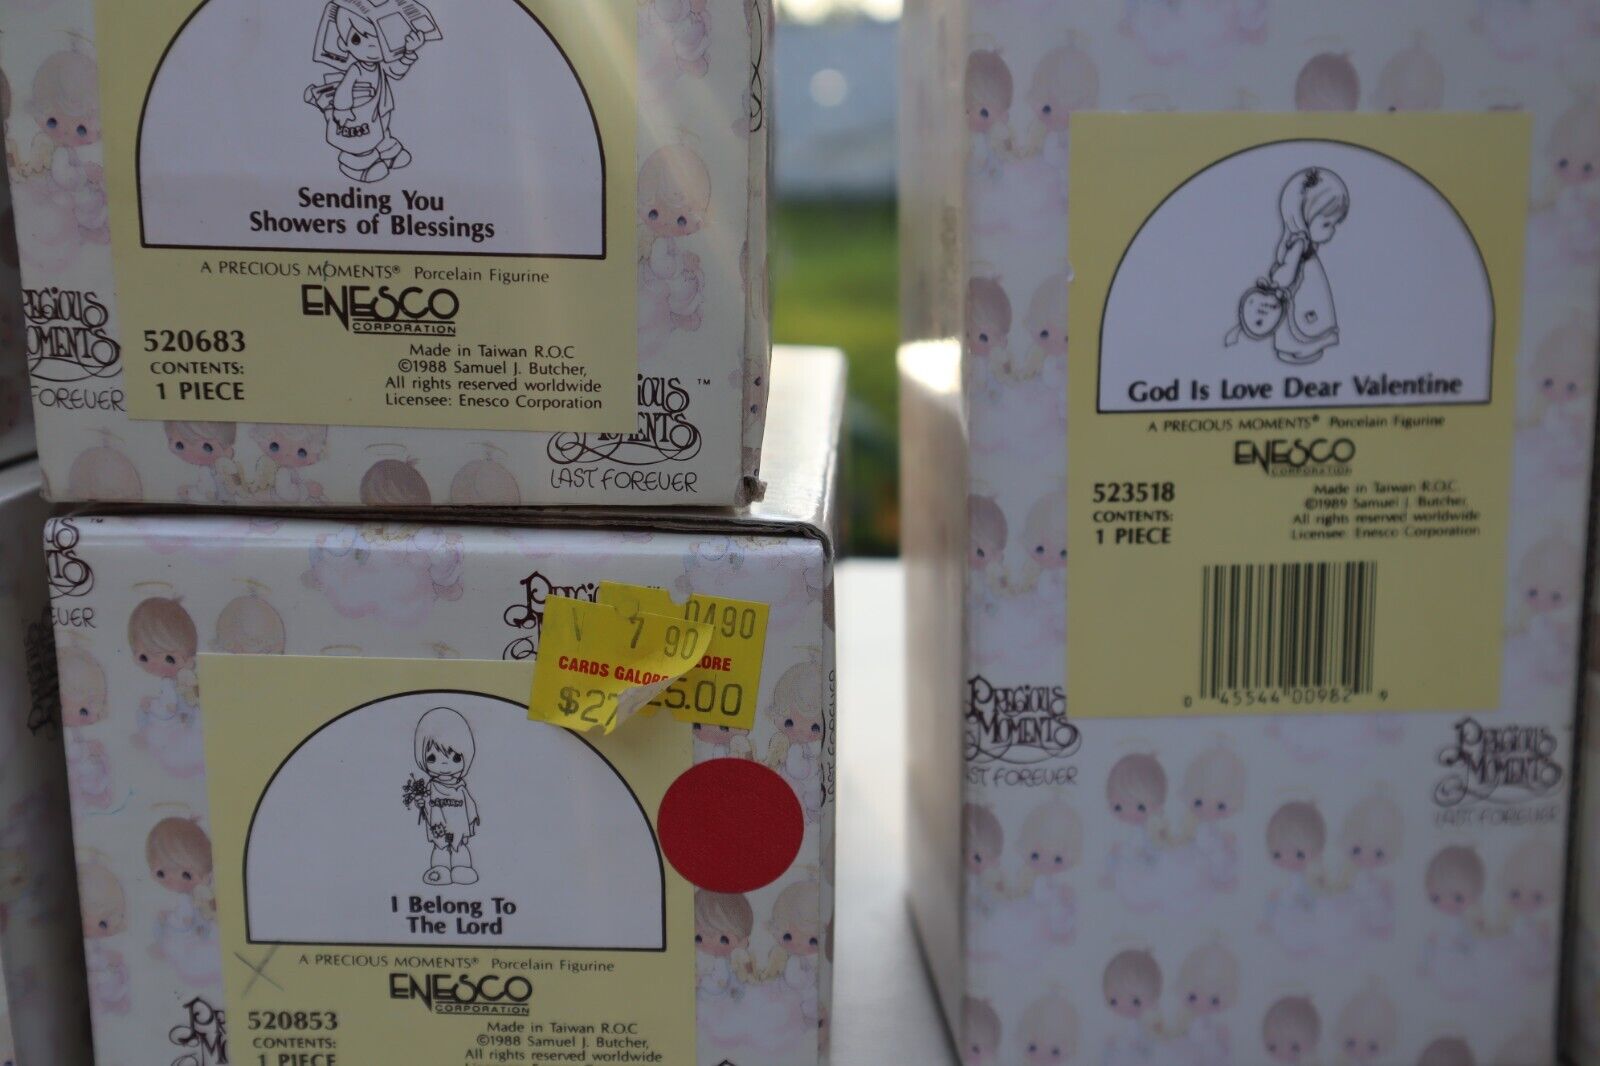 PRESS
Sending You
Showers of Blessings
A PRECIOUS MOMENTS® Porcelain Figurine
ENESCO
CORPORATION
520683
CONTENTS:
1 PIECE
Made in Taiwan R.O.C
©1988 Samuel J. Butcher,
All rights reserved worldwide
Licensee: Enesco Corporation
MOMENTS
LAST FOREVER
FOREVER
0490
7 90
CARDS GALORE
$27
25.00
I Belong To
The Lord
A PRECIOUS MOMENTS® Porcelain Figurine
ENESCO
CORPORATION
520853
CONTENTS:
1 PIECE
Made in Taiwan R.O.C
©1988 Samuel J. Butcher,
All rights reserved worldwide
God Is Love Dear Valentine
A PRECIOUS MOMENTS® Porcelain Figurine
ENESCO
CORPORATION
523518
CONTENTS:
1 PIECE
Made in Taiwan R.O.C.
©1989 Samuel J. Butcher,
All rights reserved worldwide
Licensee: Enesco Corporation
0 45544 00982 9
PRECIOUS
MOMENTS
LAST FOREVER
PRECIOUS
MOMENTS
LAST FOREVER